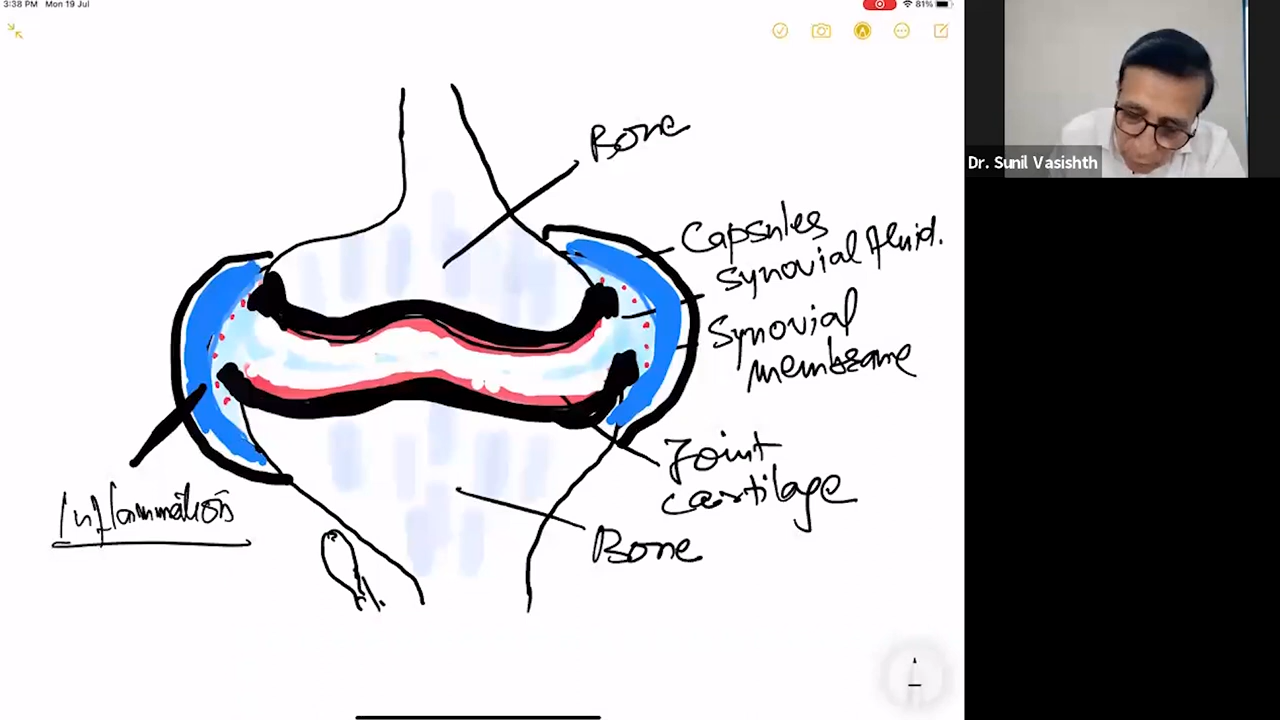 3:38 PM Mon 19 Jul
81%
Dr. Sunil Vasishth
Bone
Capsules
Synovial fluid.
Synovial
membrane
Joint
cartilage
Inflammation
Bone